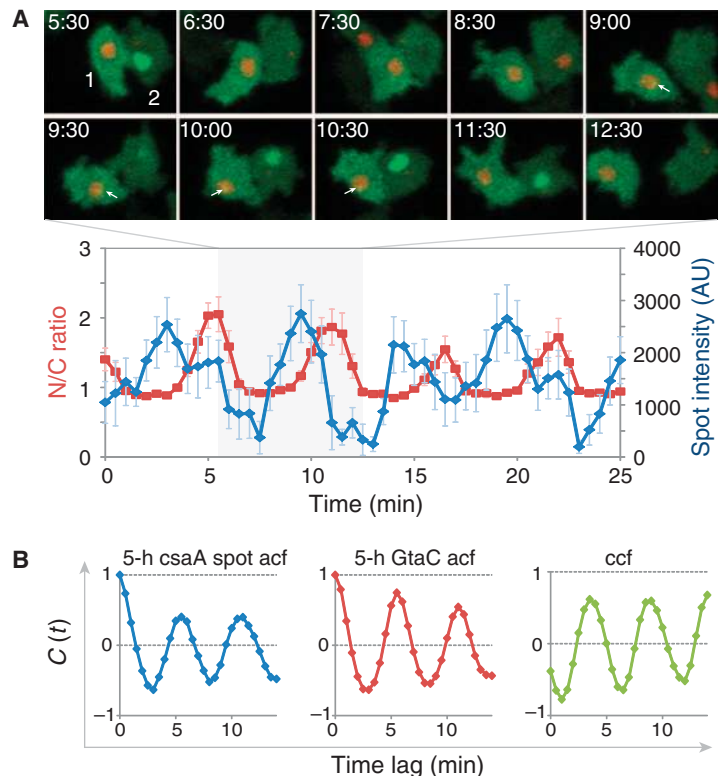 A
5:30 6:30 7:30 8:30 9:00
1 2
9:30 10:00 10:30 11:30 12:30
3 4000
3000
2 2000
1 1000
0 0
N/C ratio
Spot intensity (AU)
0 5 10 15 20 25
Time (min)
B
5-h csaA spot acf 5-h GtaC acf ccf
1 1 1
0 0 0
–1 –1 –1
C(t)
0 5 10 0 5 10 0 5 10
Time lag (min)